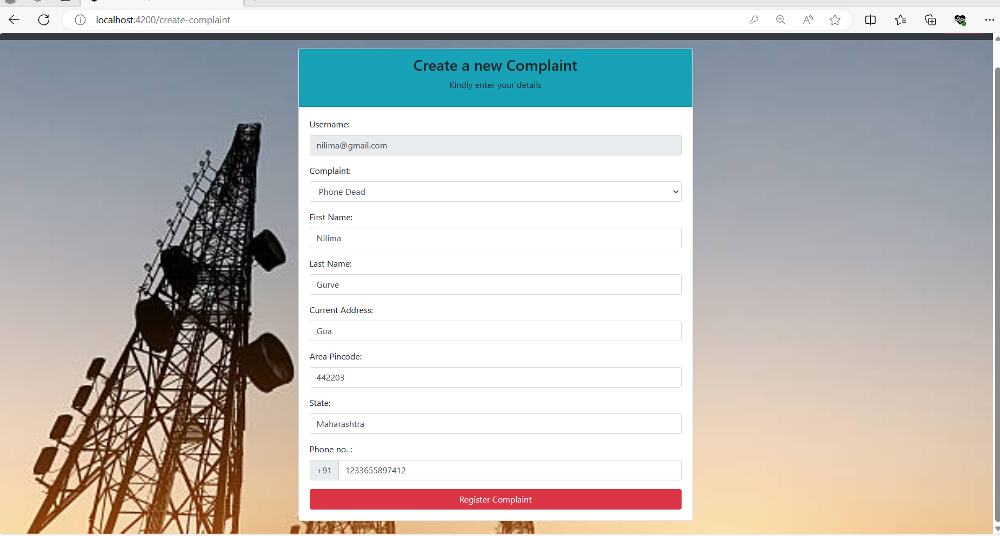 localhost:4200/create-complaint
Create a new Complaint
Kindly enter your details
Username:
nilima@gmail.com
Complaint:
Phone Dead
First Name:
Nilima
Last Name:
Gurve
Current Address:
Goa
Area Pincode:
442203
State:
Maharashtra
Phone no. :
+91 1233655897412
Register Complaint